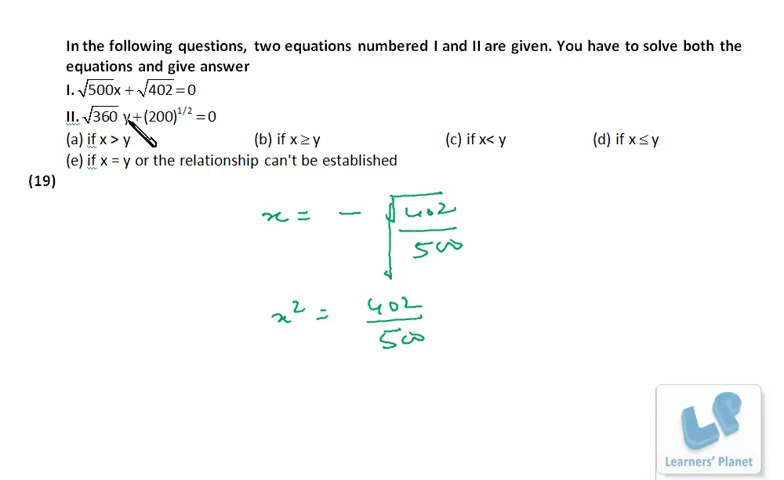 In the following questions, two equations numbered I and II are given. You have to solve both the
equations and give answer
I. √500x + √402 = 0
II. √360 y + (200)^1/2 = 0
(a) if x > y (b) if x ≥ y (c) if x< y (d) if x ≤ y
(e) if x = y or the relationship can't be established
(19)
x = - √402/500
x² = 402/500
LP
Learners' Planet